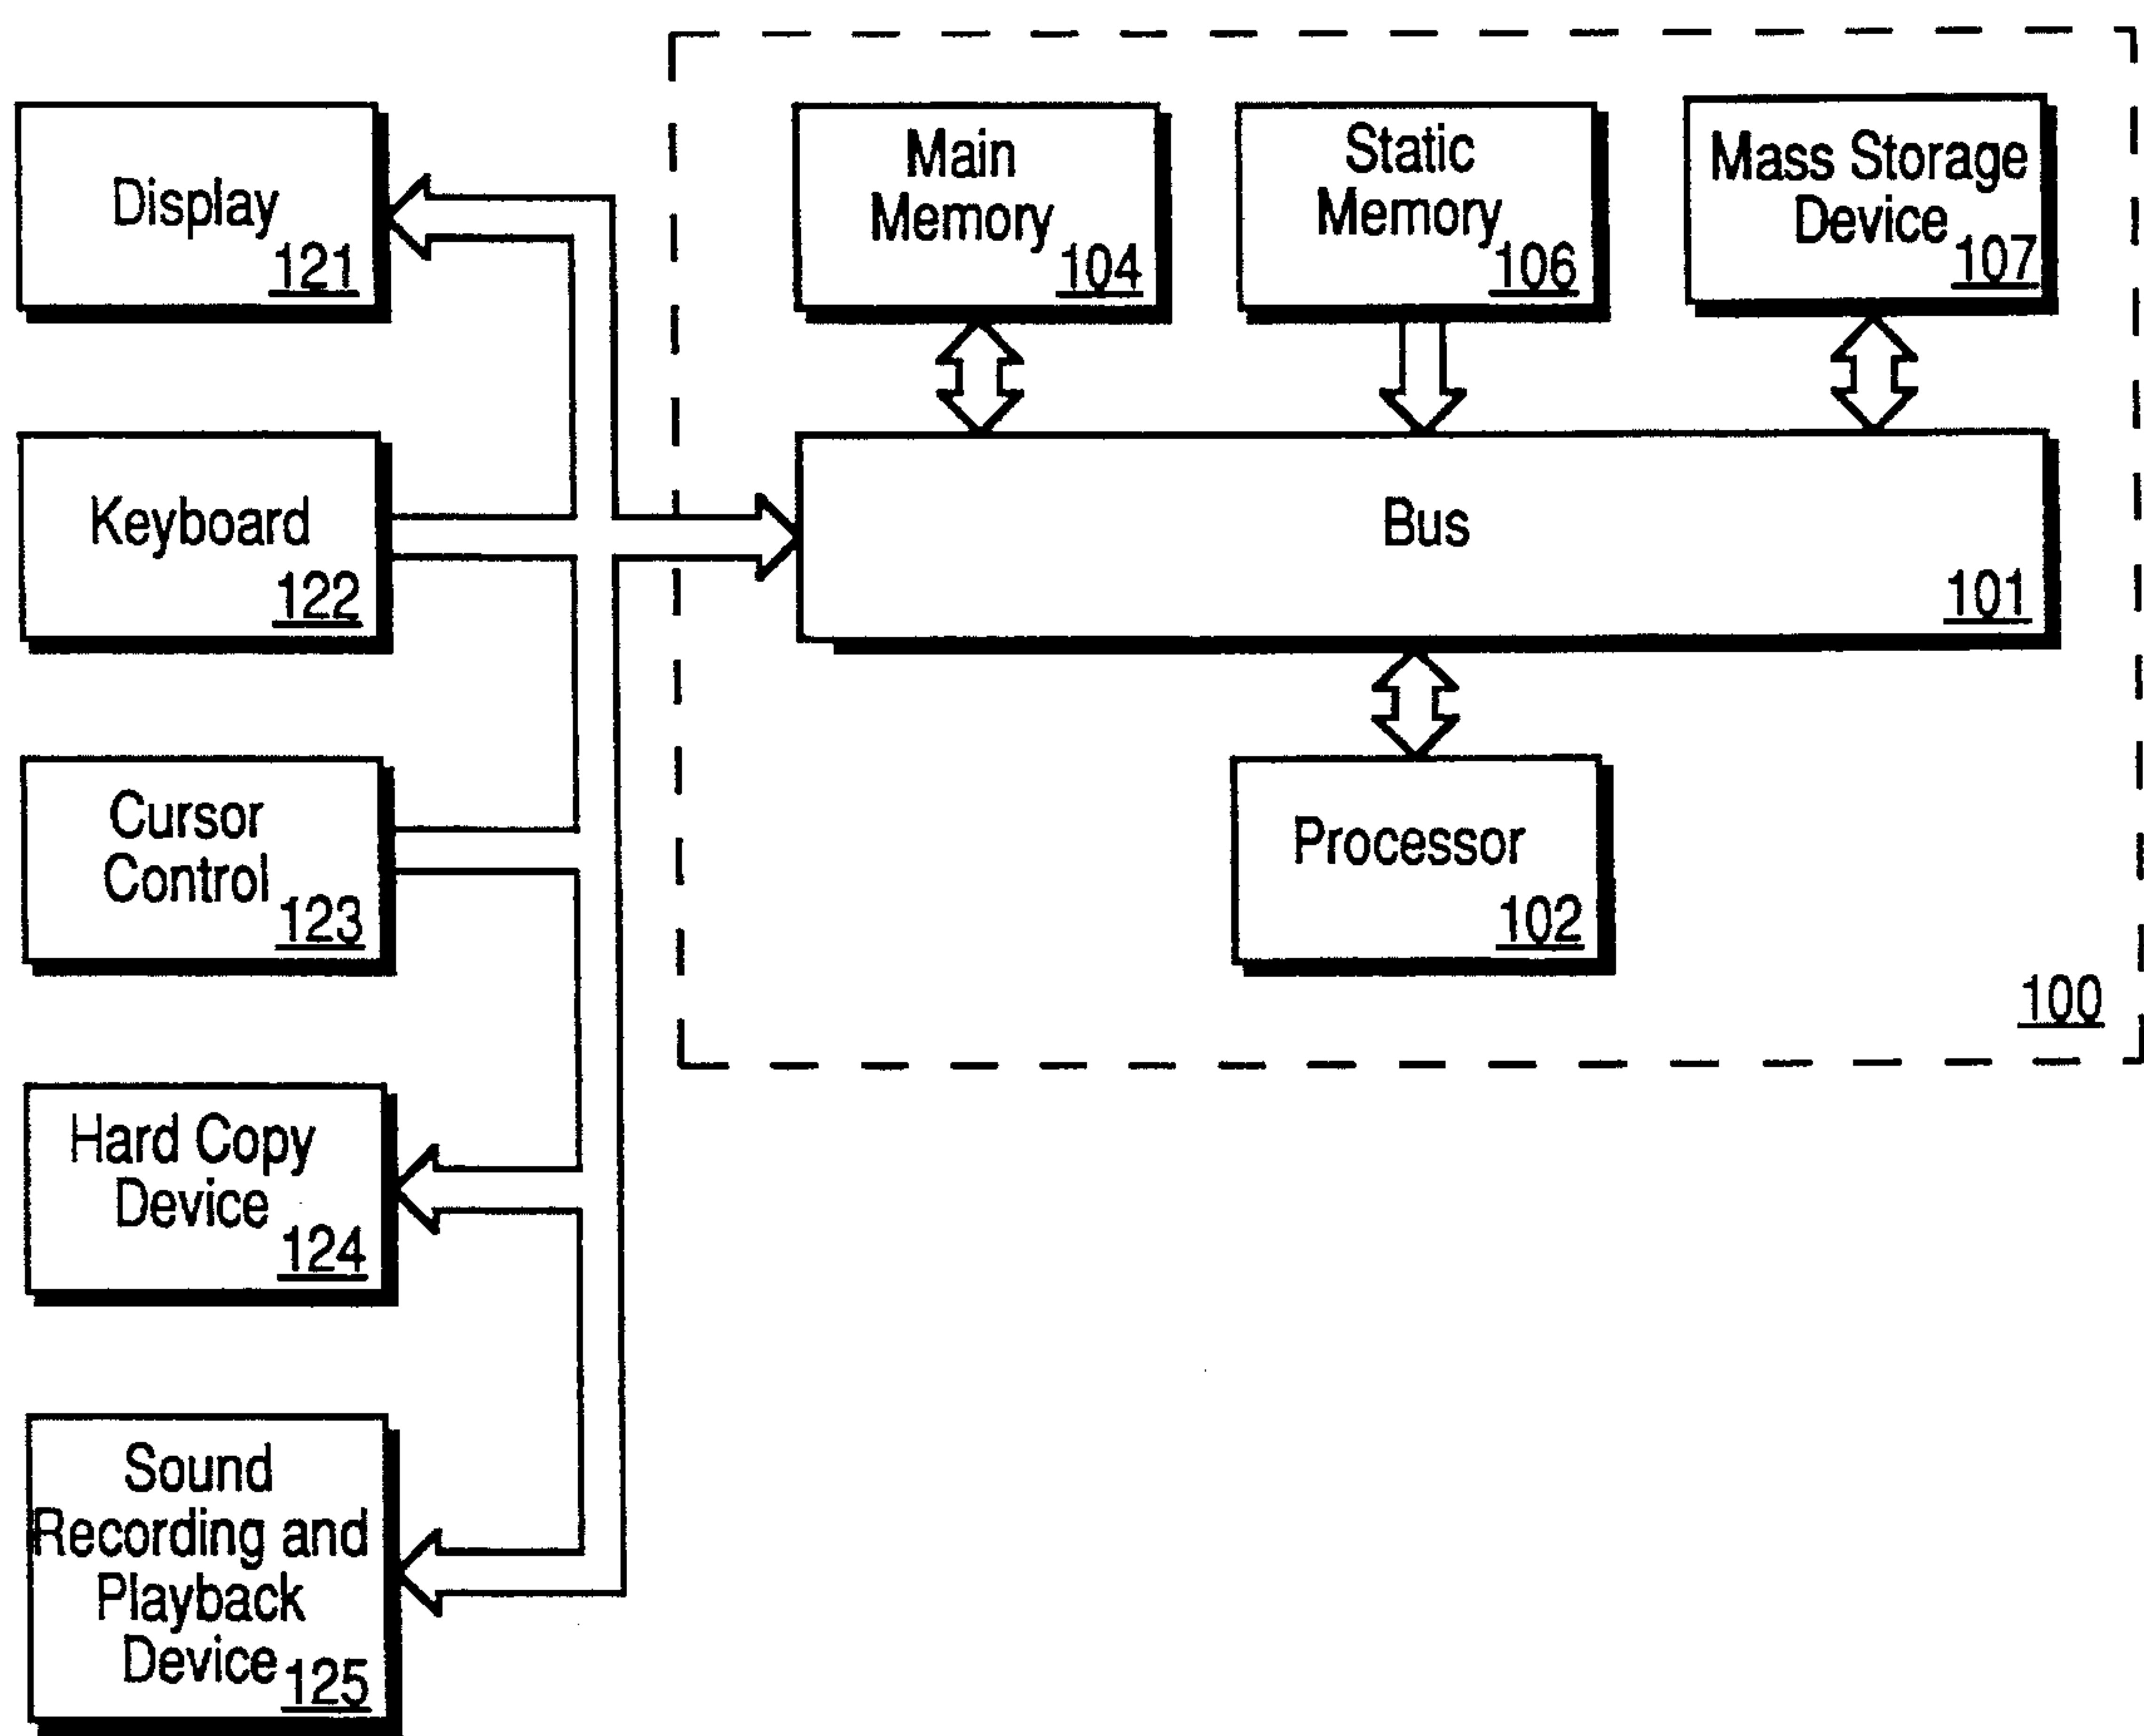 Display
121
Keyboard
122
Cursor
Control
123
Hard Copy
Device
124
Sound
Recording and
Playback
Device
125
Main
Memory
104
Static
Memory
106
Mass Storage
Device
107
Bus
101
Processor
102
100